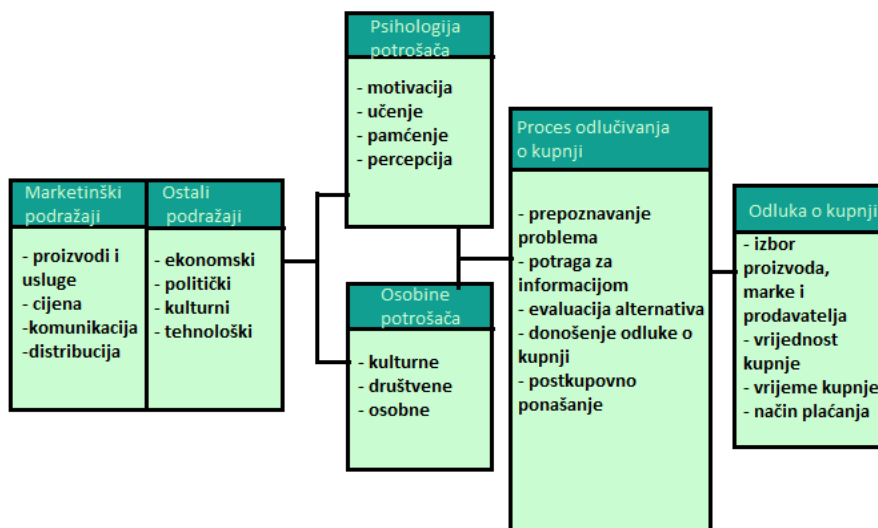 Marketinški
podražaji
- proizvodi i
usluge
- cijena
-komunikacija
-distribucija
Ostali
podražaji
- ekonomski
- politički
- kulturni
- tehnološki
Psihologija
potrošača
- motivacija
- učenje
- pamćenje
- percepcija
Osobine
potrošača
- kulturne
- društvene
- osobne
Proces odlučivanja
o kupnji
- prepoznavanje
problema
- potraga za
informacijom
- evaluacija alternativa
- donošenje odluke o
kupnji
- postkupovno
ponašanje
Odluka o kupnji
- izbor
proizvoda,
marke i
prodavatelja
- vrijednost
kupnje
- vrijeme kupnje
- način plaćanja